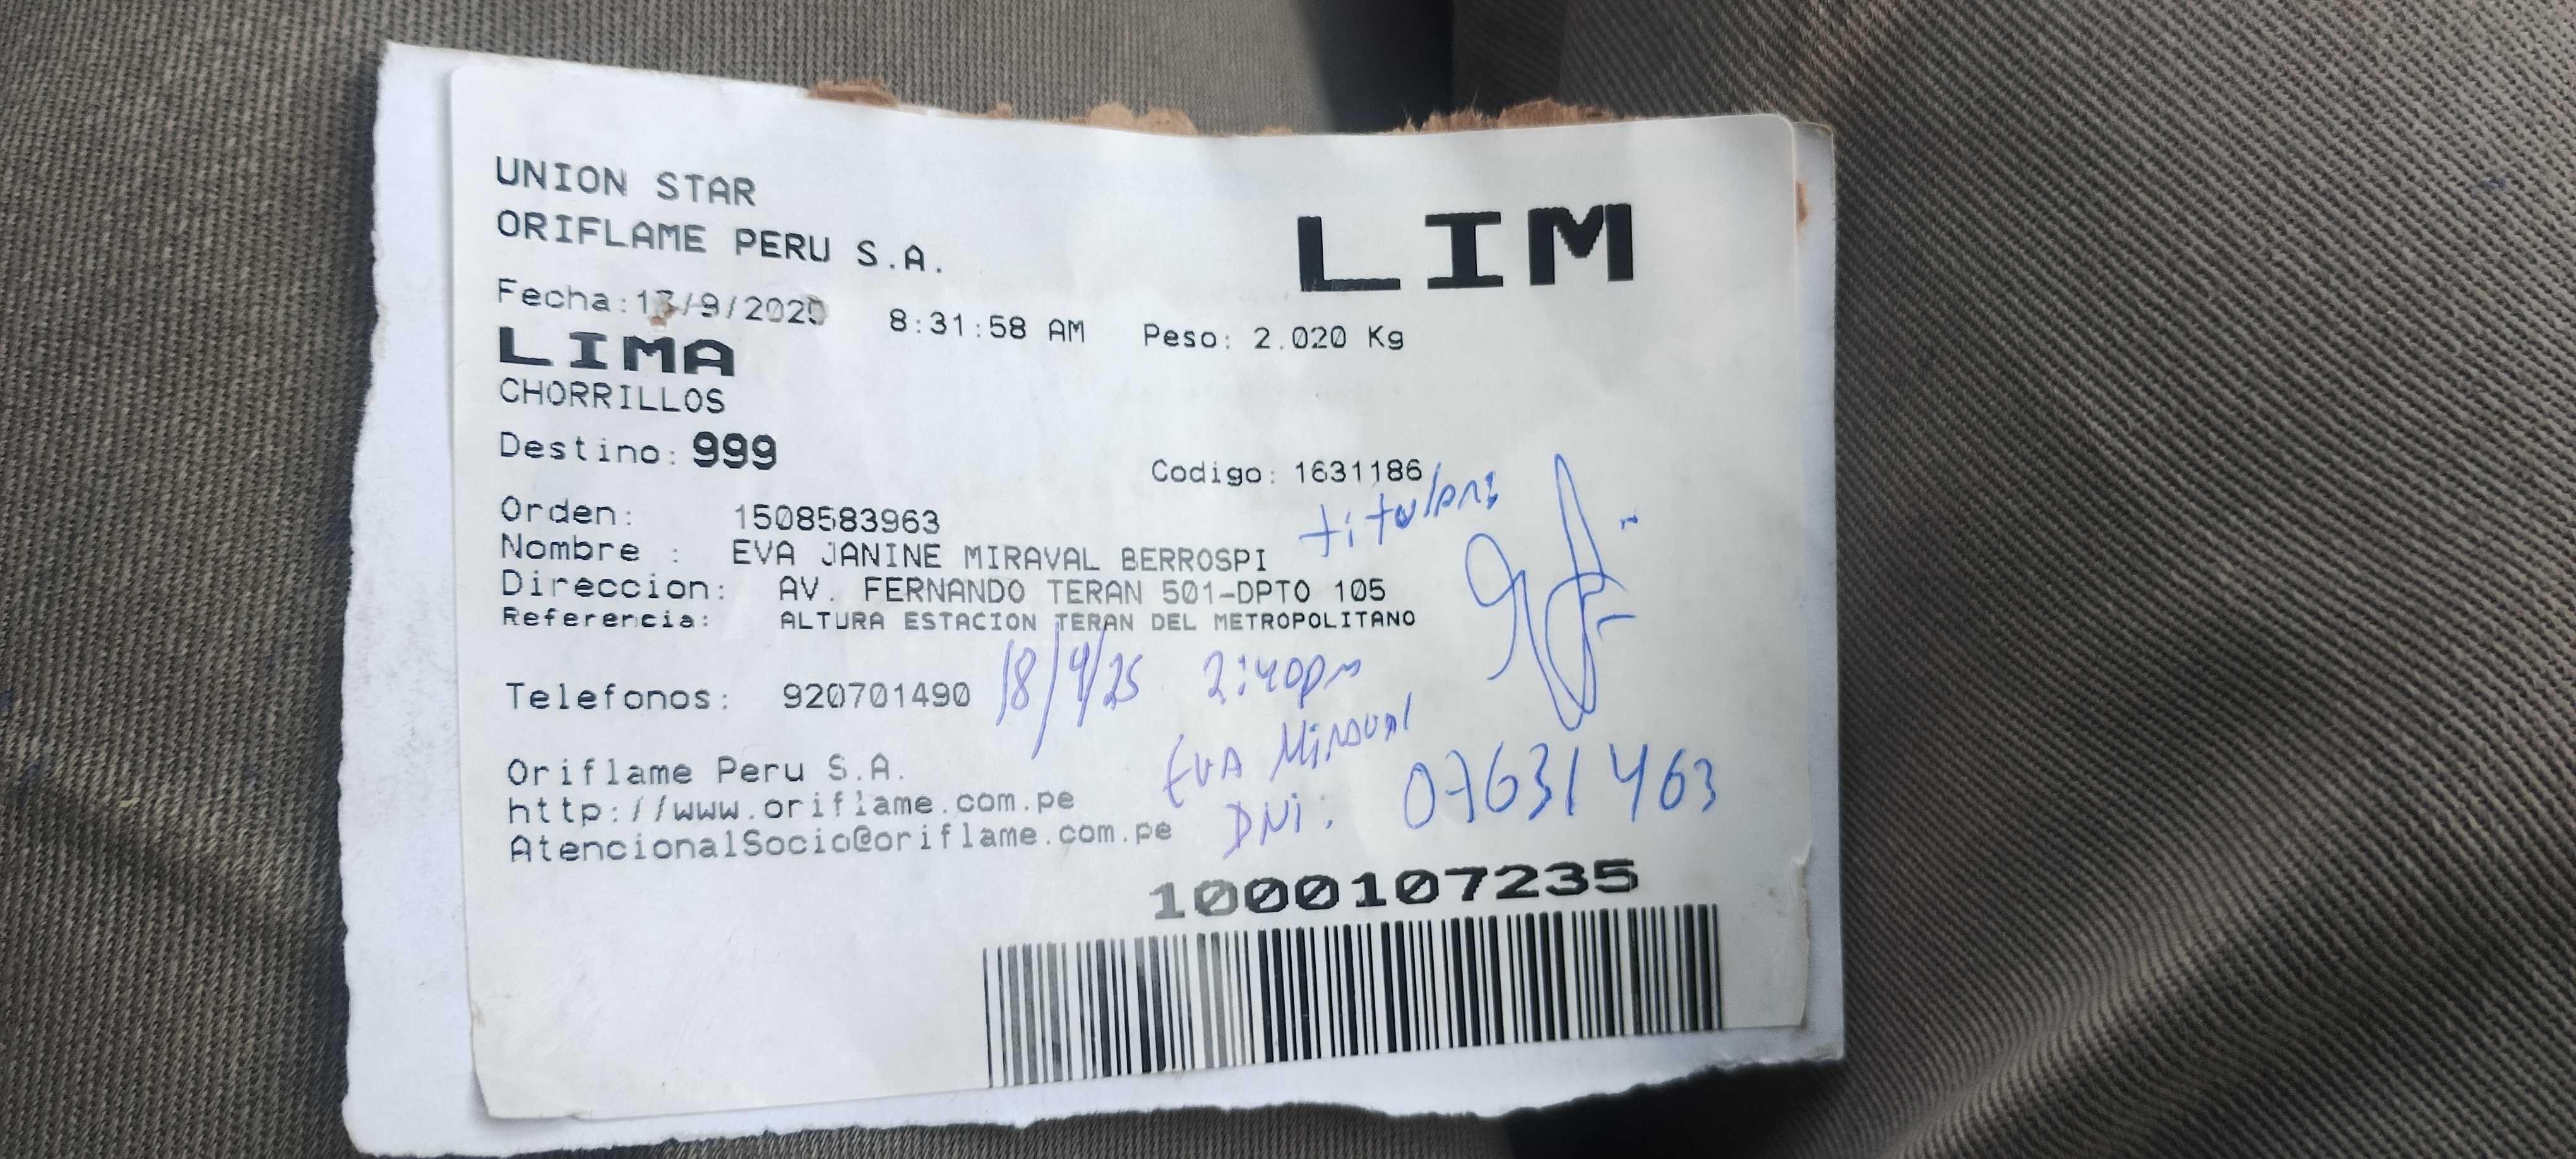 UNION STAR
ORIFLAME PERU S.A.
LIM
Fecha:13/9/2025 8:31:58 AM Peso: 2.020 Kg
LIMA
CHORRILLOS
Destino: 999
Codigo: 1631186
titular
Orden: 1508583963
Nombre : EVA JANINE MIRAVAL BERROSPI
Direccion: AV. FERNANDO TERAN 501-DPTO 105
Referencia: ALTURA ESTACION TERAN DEL METROPOLITANO
18/9/25 2:40pm
Telefonos: 920701490
EVA Miraval
DNi: 07631463
Oriflame Peru S.A.
http://www.oriflame.com.pe
AtencionalSocio@oriflame.com.pe
1000107235